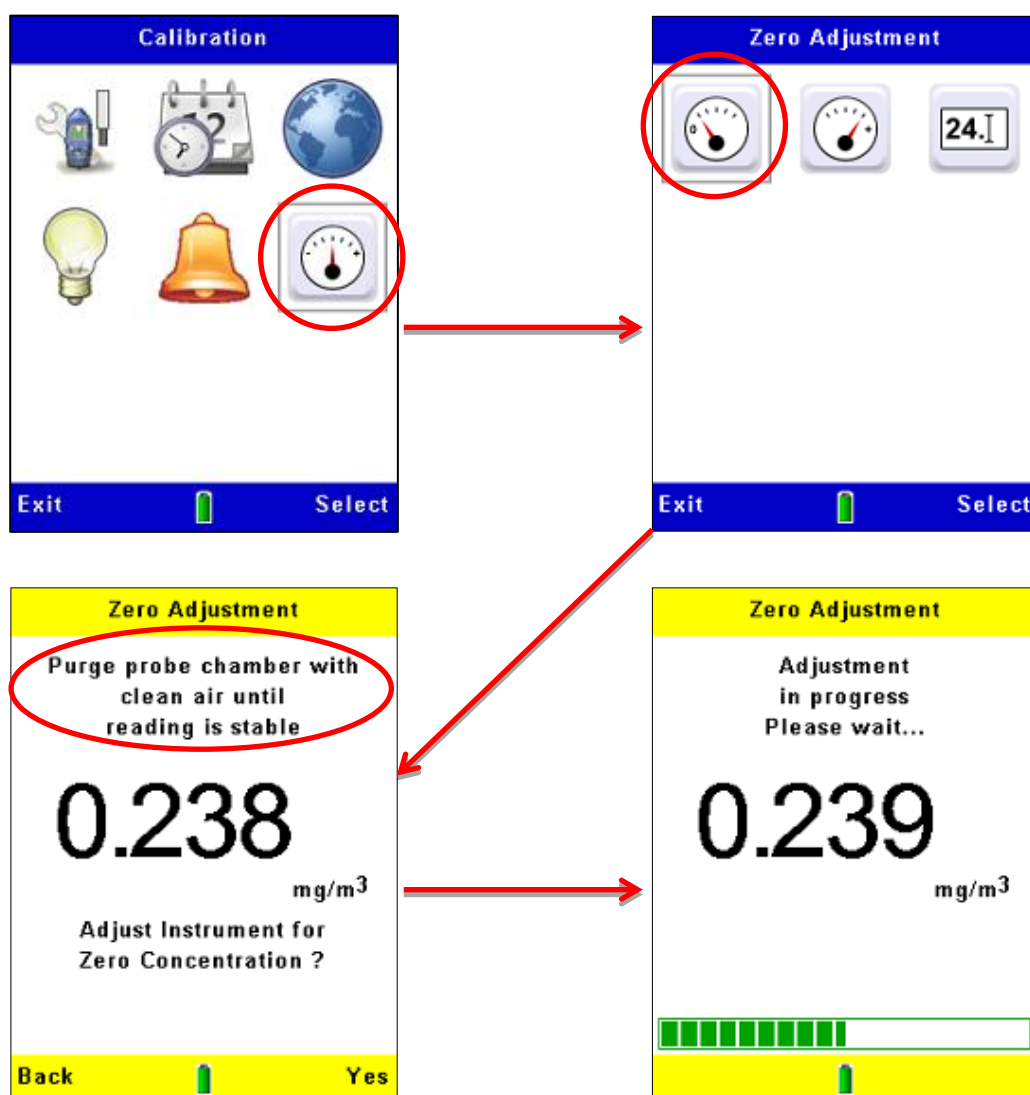 Calibration
12
Exit
Select
Zero Adjustment
0
+
24.
Exit
Select
Zero Adjustment
Purge probe chamber with
clean air until
reading is stable
0.238
mg/m3
Adjust Instrument for
Zero Concentration ?
Back
Yes
Zero Adjustment
Adjustment
in progress
Please wait...
0.239
mg/m3